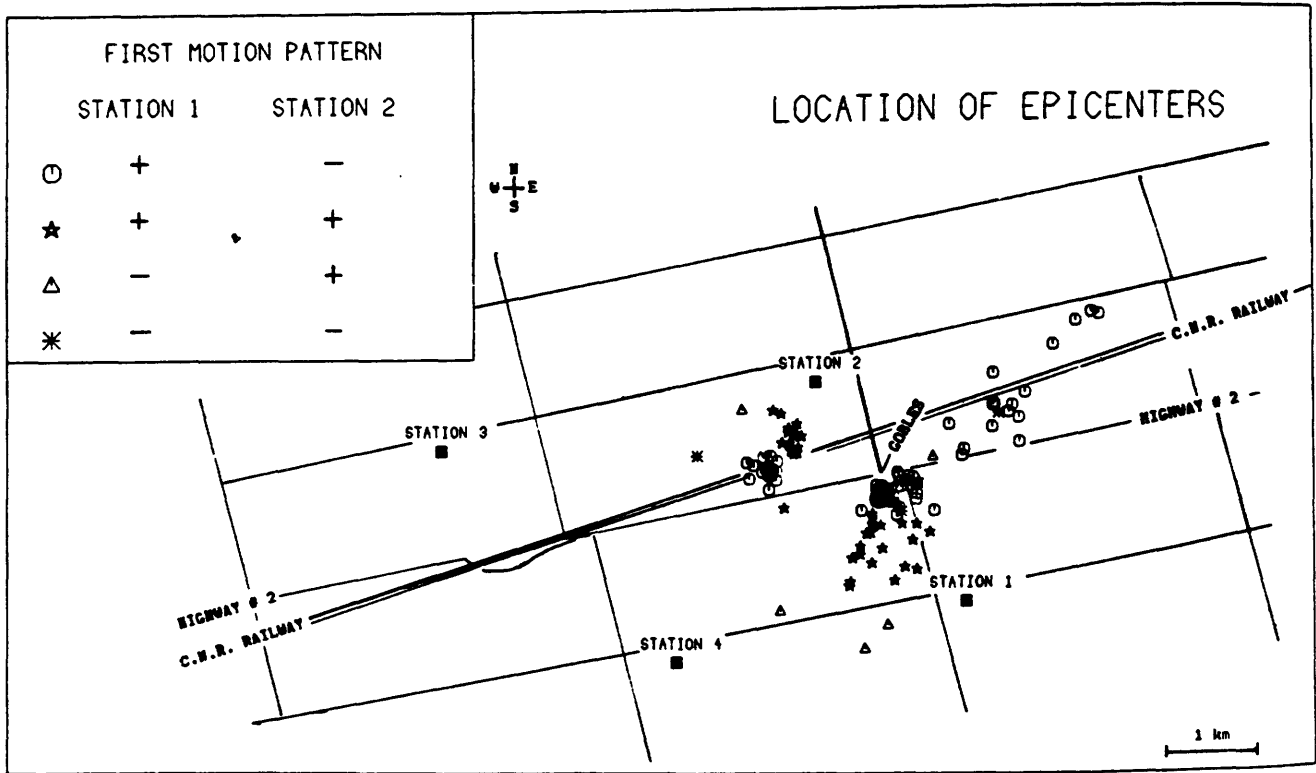 FIRST MOTION PATTERN
STATION 1 STATION 2
+ −
+ +
− +
− −
LOCATION OF EPICENTERS
N
W E
S
STATION 2
C.N.R. RAILWAY
GOBLES
HIGHWAY # 2
STATION 3
STATION 1
HIGHWAY # 2
C.N.R. RAILWAY
STATION 4
1 km